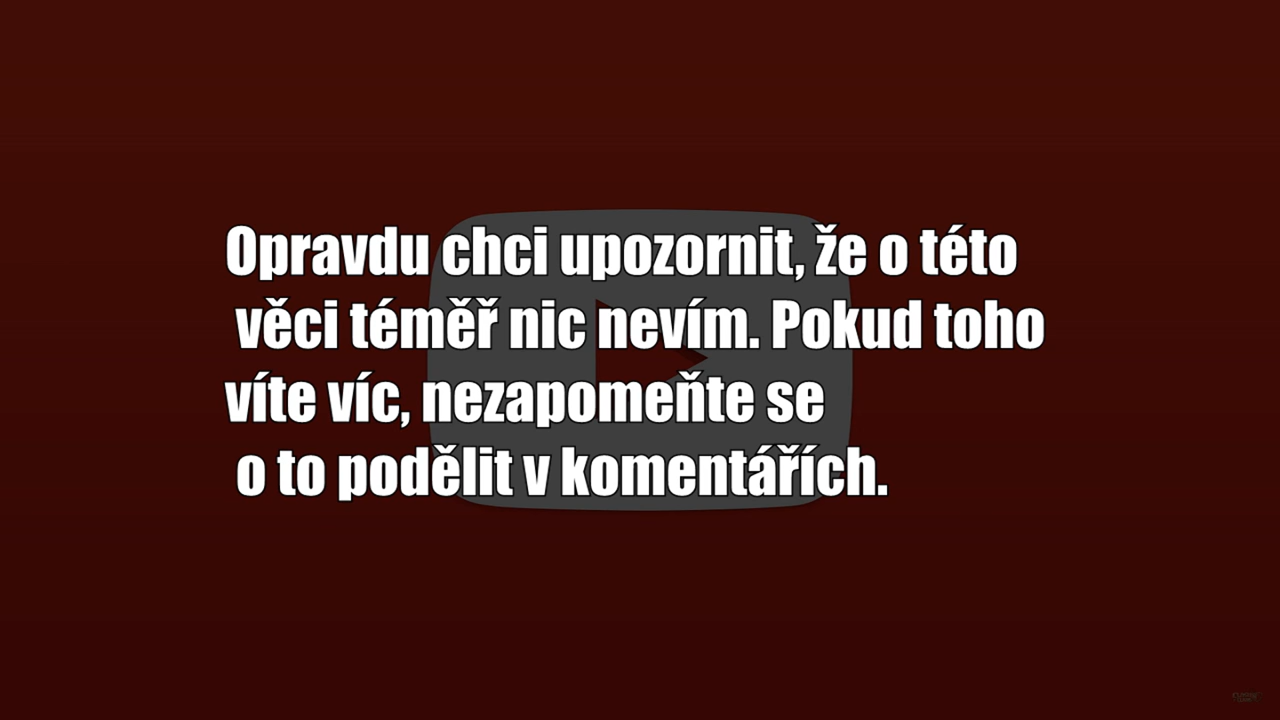 Opravdu chci upozornit, že o této
věci téměř nic nevím. Pokud toho
víte víc, nezapomeňte se
o to podělit v komentářích.